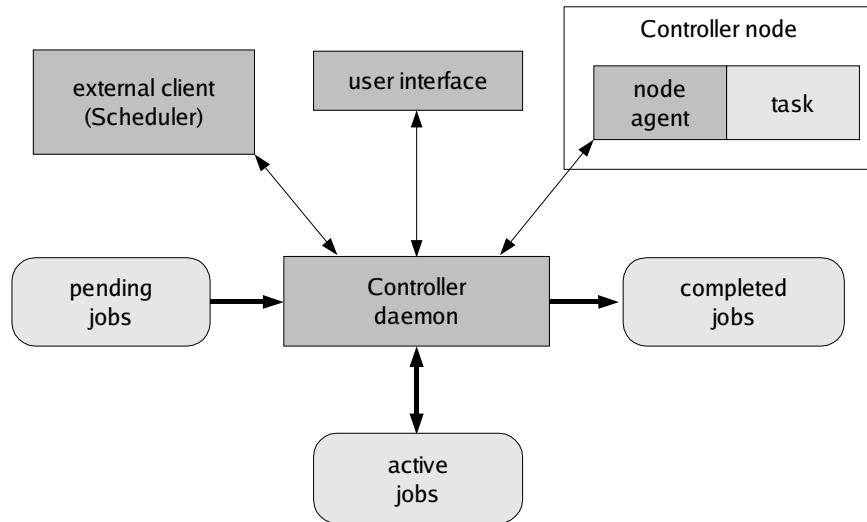 Controller node
external client
(Scheduler)
user interface
node
agent
task
pending
jobs
Controller
daemon
completed
jobs
active
jobs